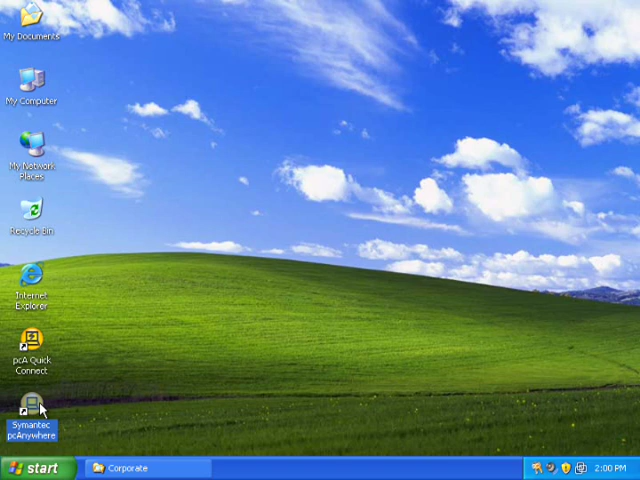 My Documents
My Computer
My Network
Places
Recycle Bin
Internet
Explorer
pcA Quick
Connect
Symantec
pcAnywhere
start
Corporate
2:00 PM